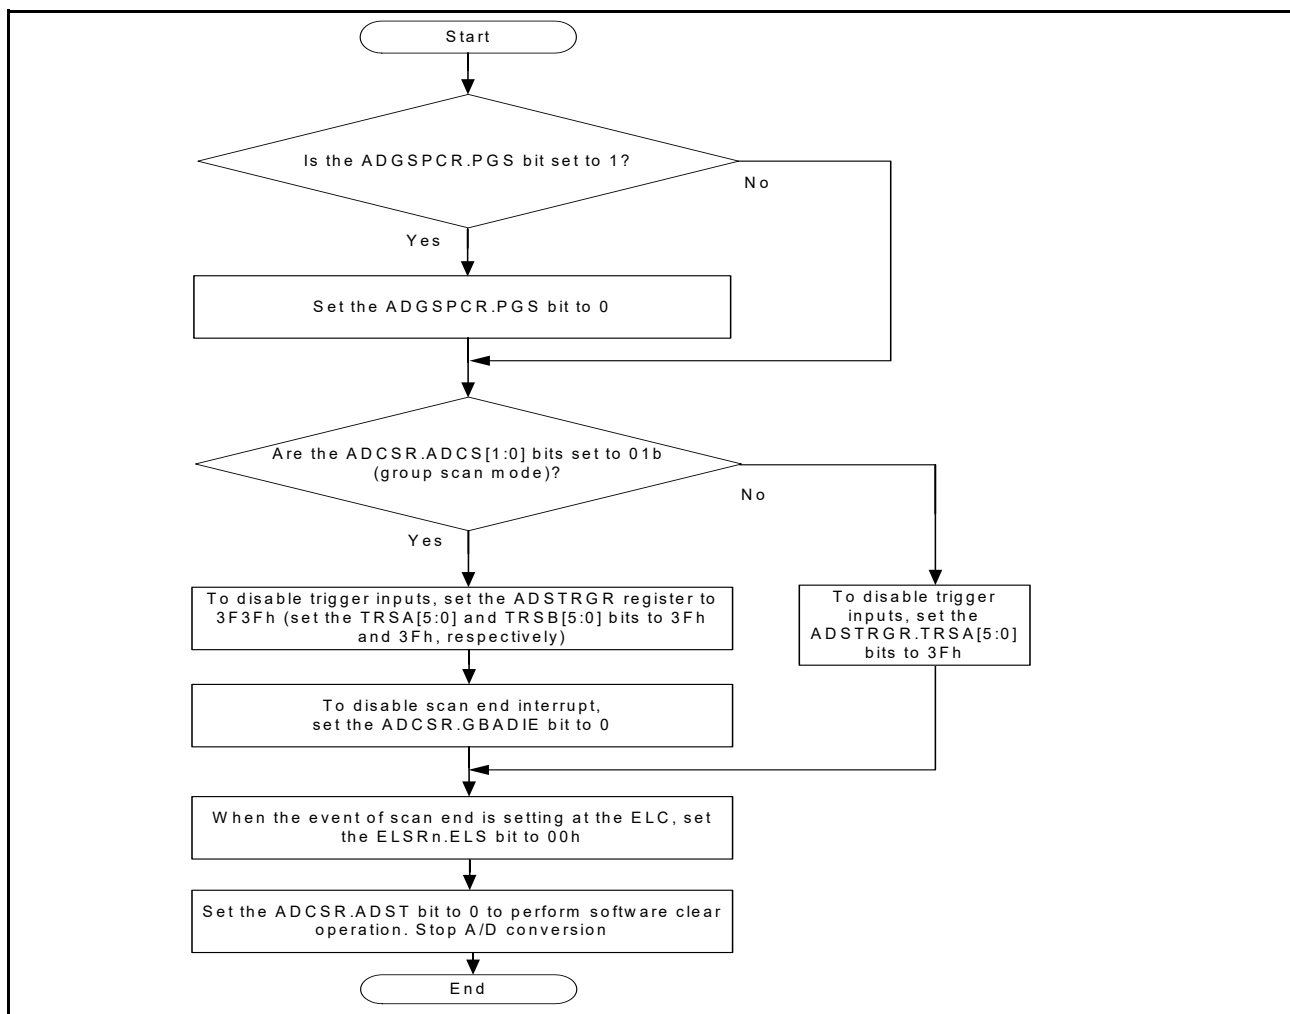 Start
Is the ADGSPCR.PGS bit set to 1?
No
Yes
Set the ADGSPCR.PGS bit to 0
Are the ADCSR.ADCS[1:0] bits set to 01b
(group scan mode)?
No
Yes
To disable trigger inputs, set the ADSTRGR register to
3F3Fh (set the TRSA[5:0] and TRSB[5:0] bits to 3Fh
and 3Fh, respectively)
To disable trigger
inputs, set the
ADSTRGR.TRSA[5:0]
bits to 3Fh
To disable scan end interrupt,
set the ADCSR.GBADIE bit to 0
When the event of scan end is setting at the ELC, set
the ELSRn.ELS bit to 00h
Set the ADCSR.ADST bit to 0 to perform software clear
operation. Stop A/D conversion
End